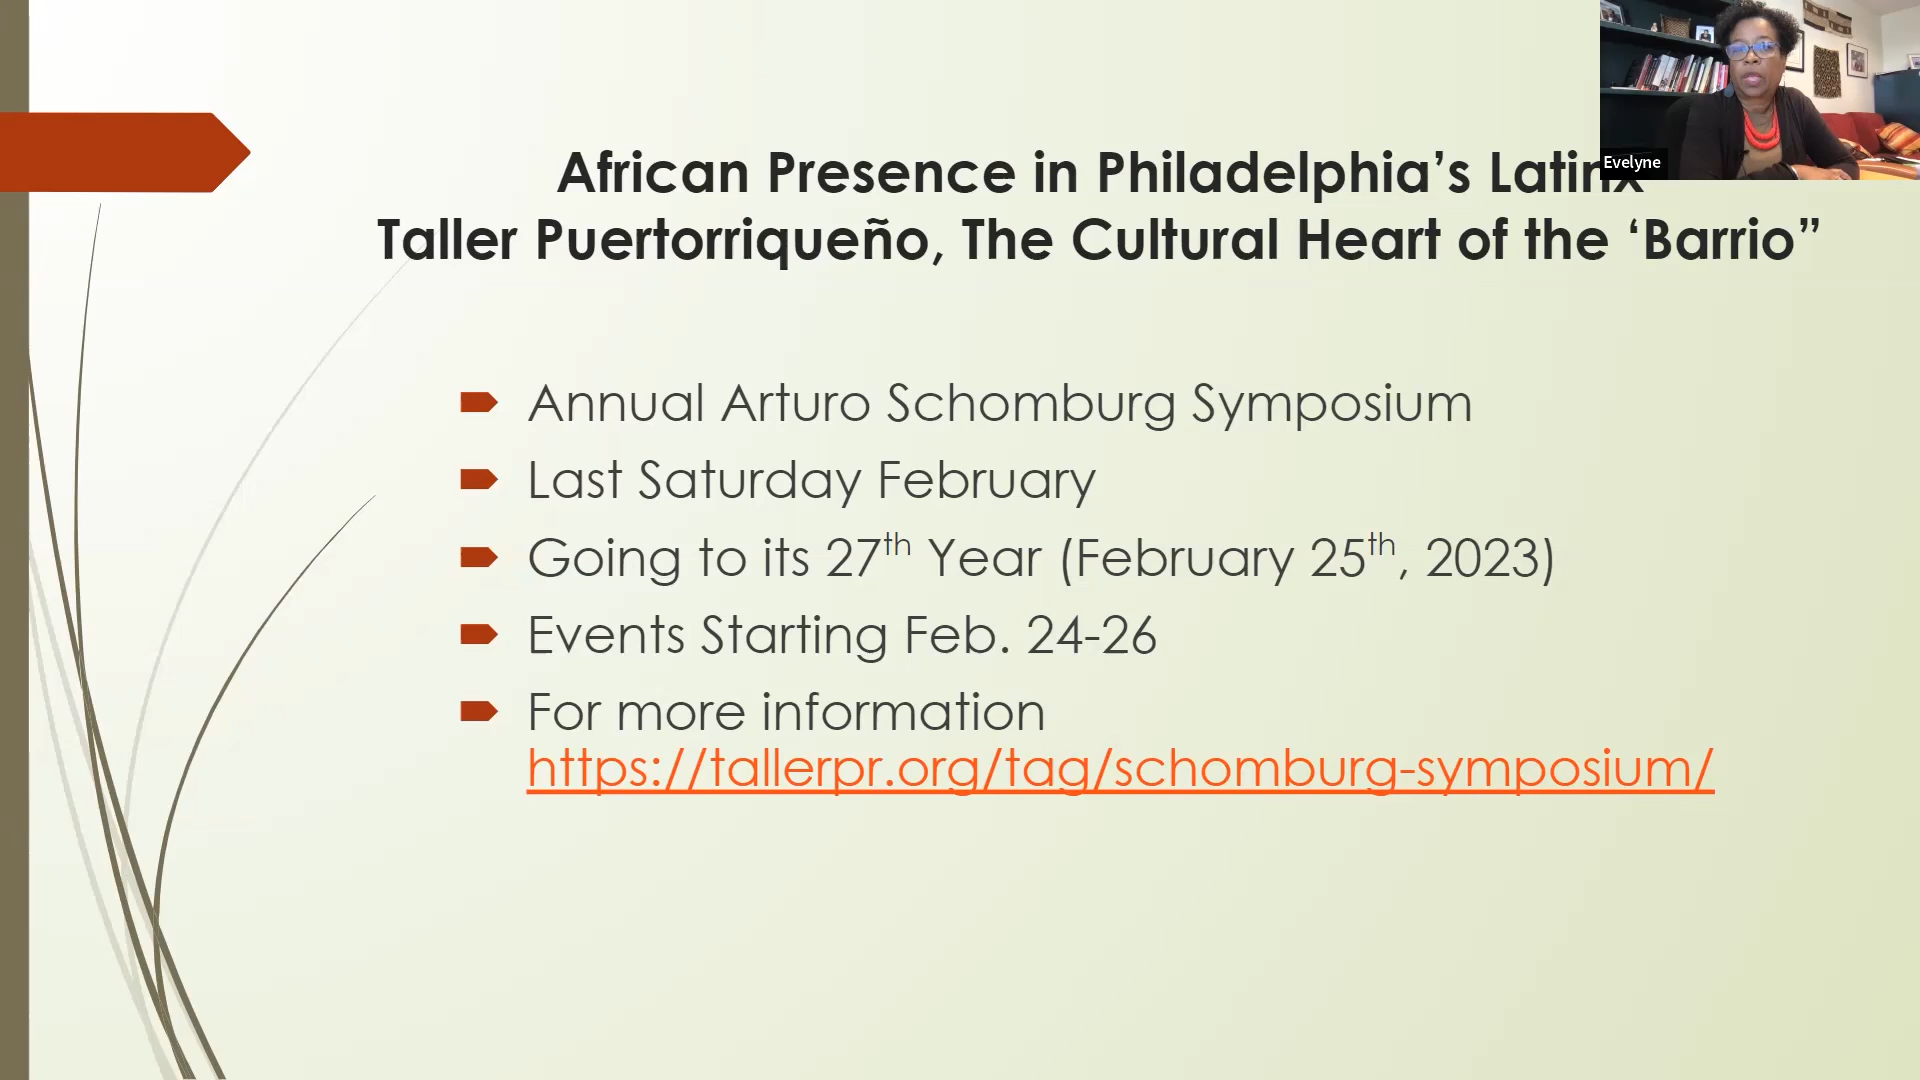 African Presence in Philadelphia’s Latinx
Taller Puertorriqueño, The Cultural Heart of the ‘Barrio”
Annual Arturo Schomburg Symposium
Last Saturday February
Going to its 27th Year (February 25th, 2023)
Events Starting Feb. 24-26
For more information
https://tallerpr.org/tag/schomburg-symposium/
Evelyne